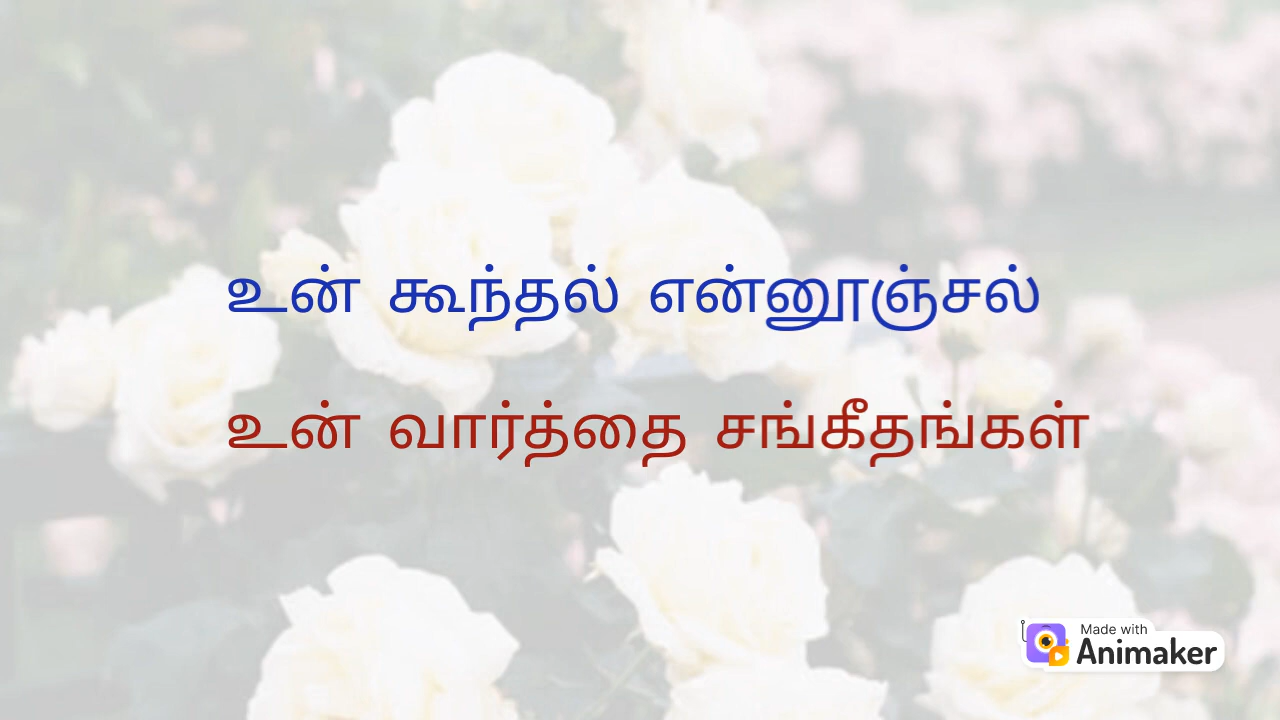 உன் கூந்தல் என்னூஞ்சல்
உன் வார்த்தை சங்கீதங்கள்
Made with
Animaker